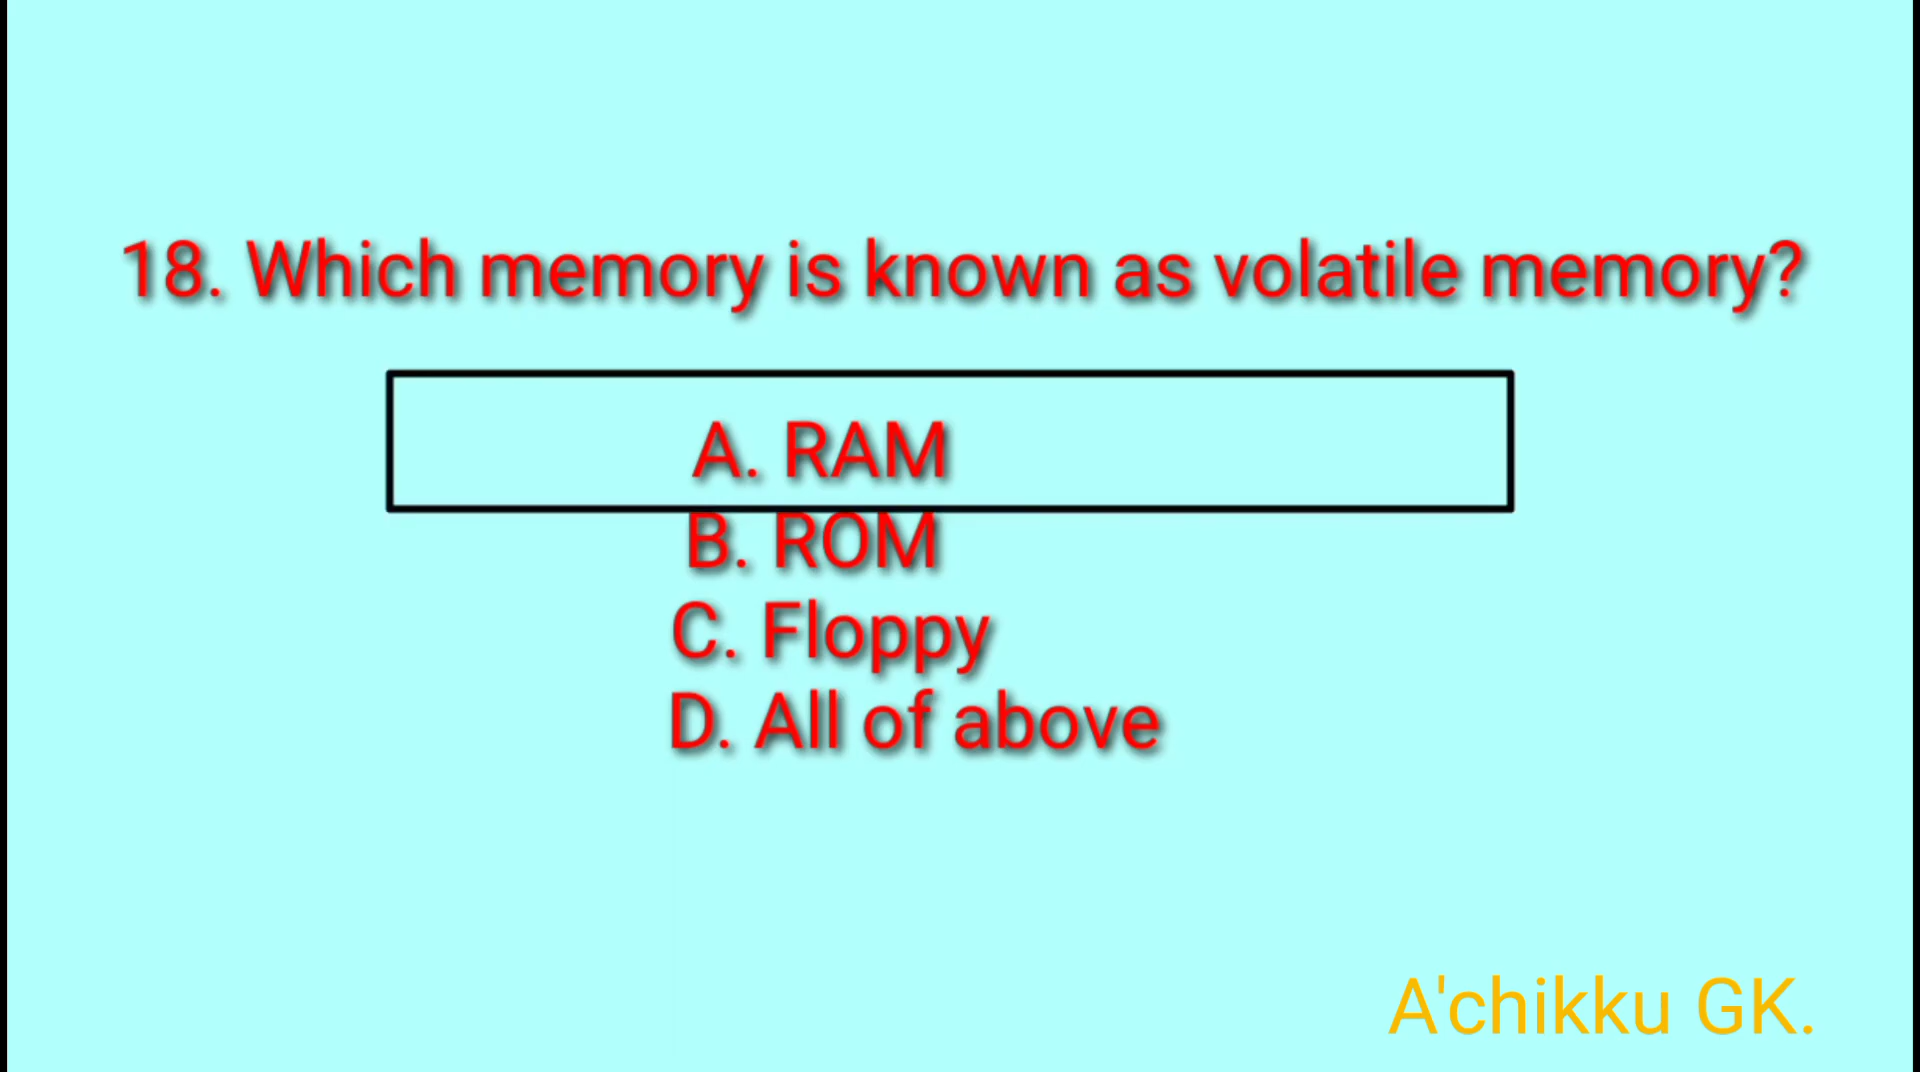 18. Which memory is known as volatile memory?
A. RAM
B. ROM
C. Floppy
D. All of above
A'chikku GK.